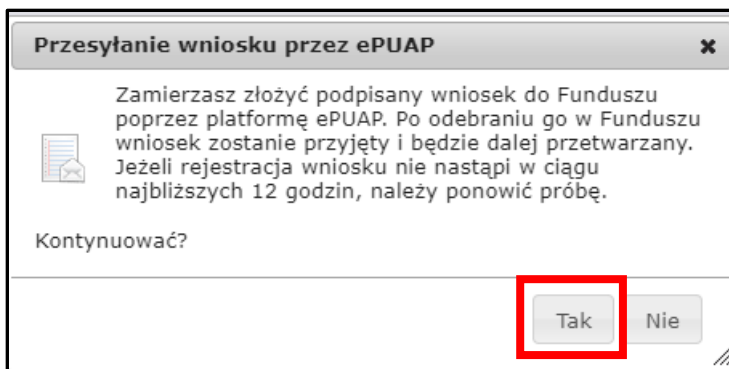 Przesyłanie wniosku przez ePUAP
Zamierzasz złożyć podpisany wniosek do Funduszu
poprzez platformę ePUAP. Po odebraniu go w Funduszu
wniosek zostanie przyjęty i będzie dalej przetwarzany.
Jeżeli rejestracja wniosku nie nastąpi w ciągu
najbliższych 12 godzin, należy ponowić próbę.
Kontynuować?
Tak Nie